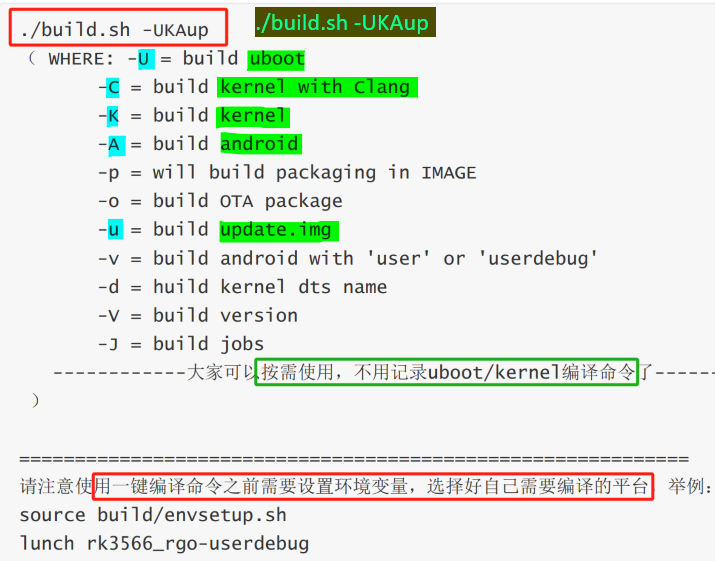 ./build.sh -UKAup ./build.sh -UKAup
( WHERE: -U = build uboot
-C = build kernel with Clang
-K = build kernel
-A = build android
-p = will build packaging in IMAGE
-o = build OTA package
-u = build update.img
-v = build android with 'user' or 'userdebug'
-d = huild kernel dts name
-V = build version
-J = build jobs
------------大家可以按需使用，不用记录uboot/kernel编译命令了------
)
============================================================
请注意使用一键编译命令之前需要设置环境变量，选择好自己需要编译的平台 举例：
source build/envsetup.sh
lunch rk3566_rgo-userdebug